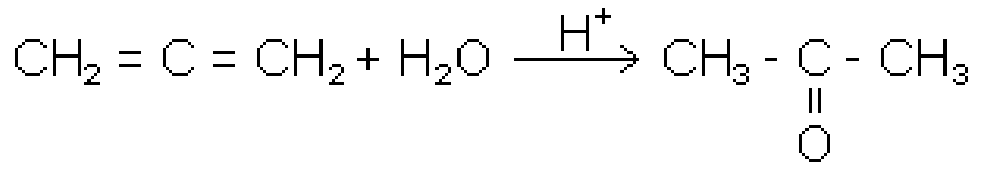 H⁺
CH₂ = C = CH₂ + H₂O ⟶ CH₃ - C - CH₃
||
O